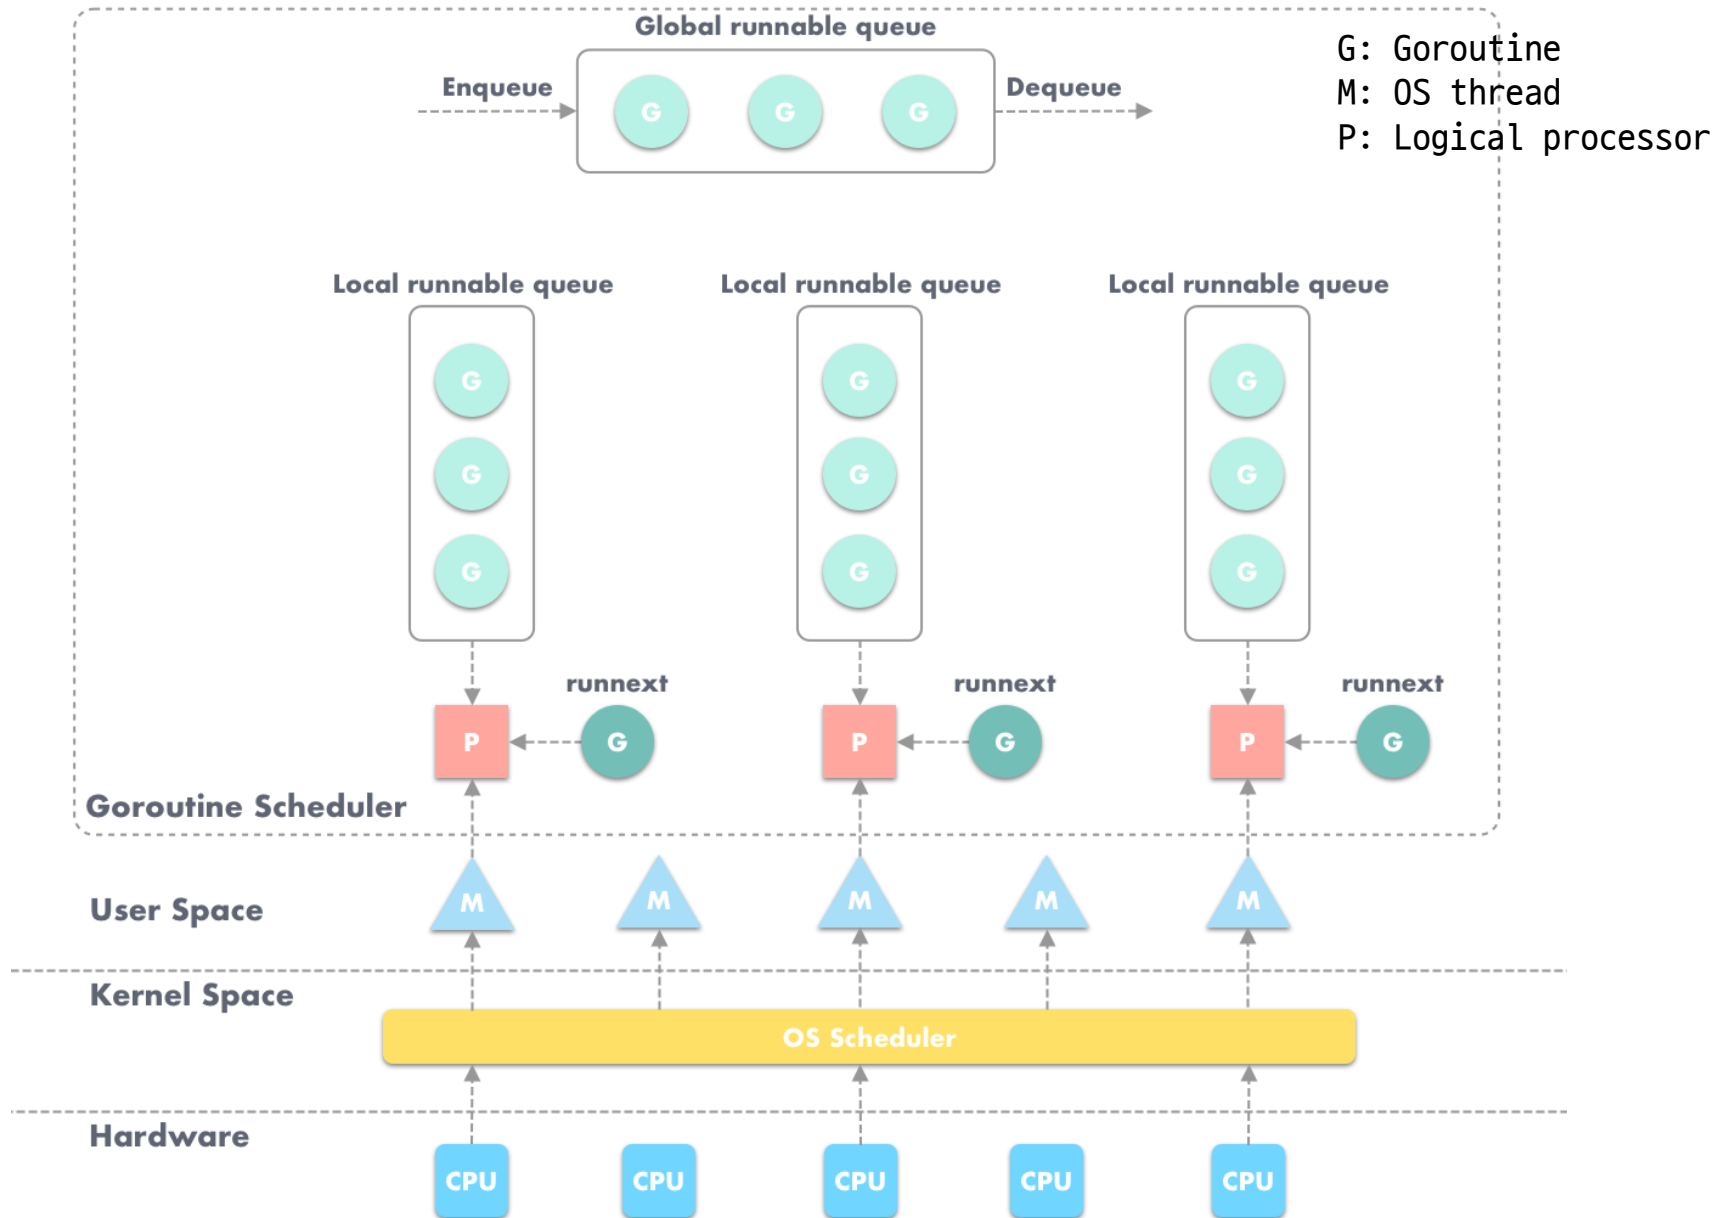 Global runnable queue
G: Goroutine
M: OS thread
P: Logical processor
Enqueue
Dequeue
G G G
Local runnable queue Local runnable queue Local runnable queue
G G G
G G G
G G G
runnext runnext runnext
P G P G P G
Goroutine Scheduler
User Space
M M M M M
Kernel Space
OS Scheduler
Hardware
CPU CPU CPU CPU CPU